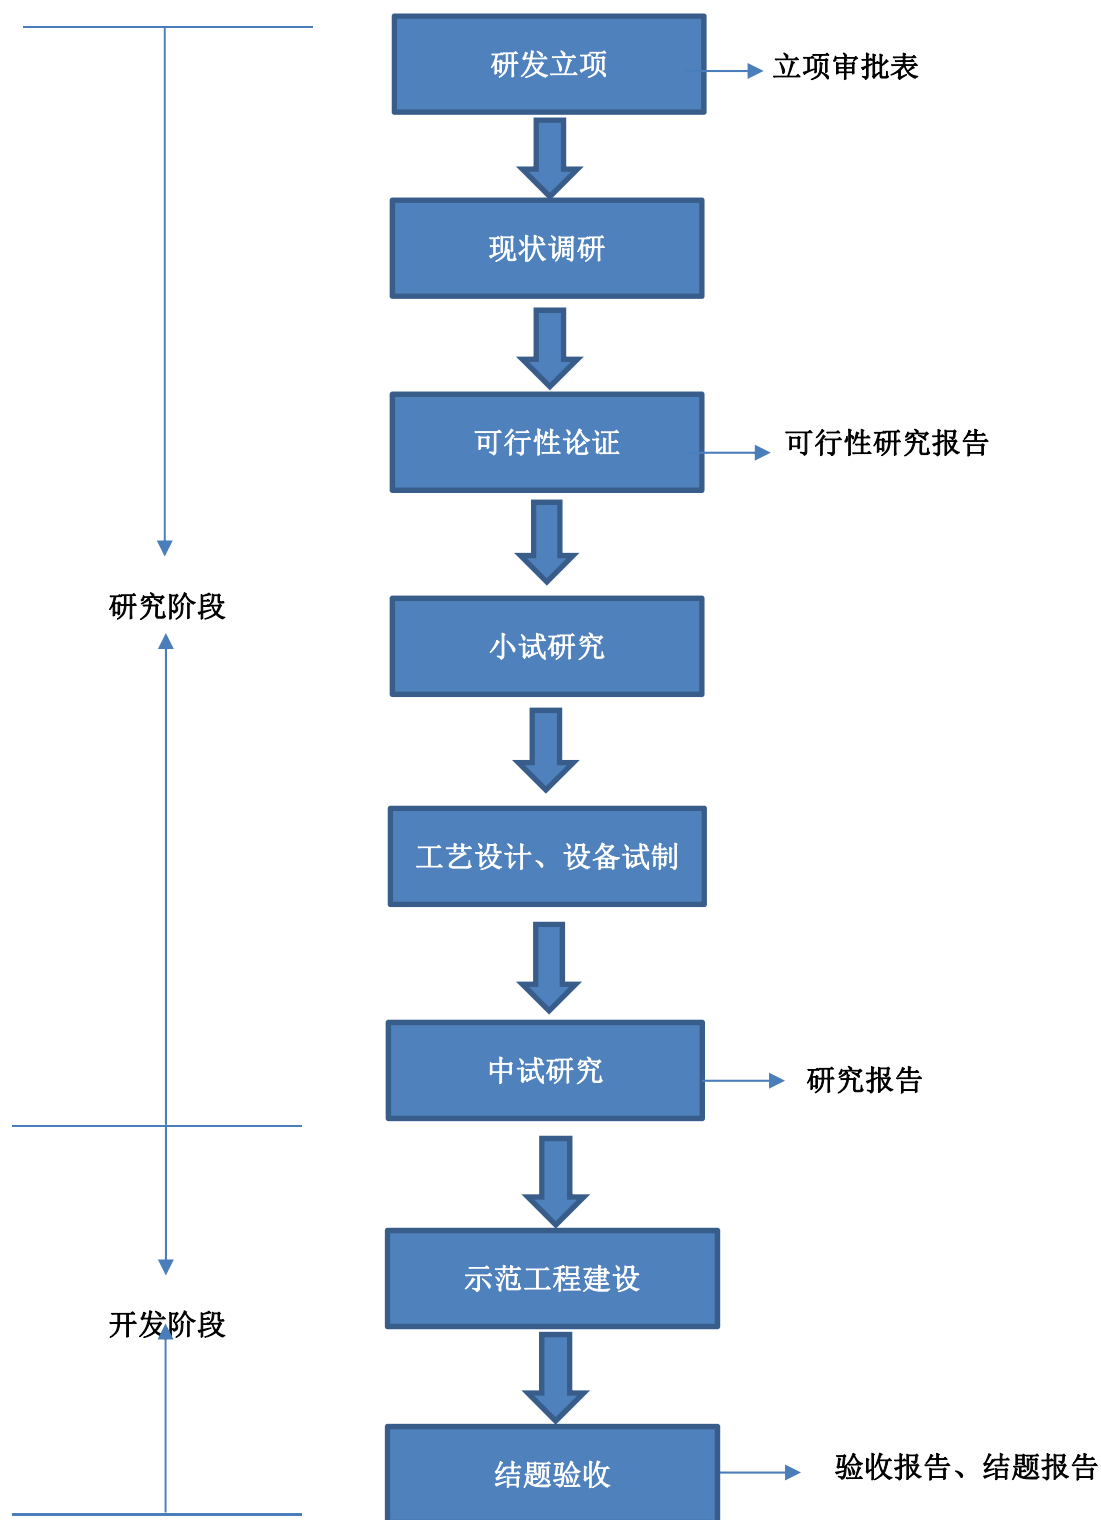 研发立项
立项审批表
现状调研
可行性论证
可行性研究报告
研究阶段
小试研究
工艺设计、设备试制
中试研究
研究报告
示范工程建设
开发阶段
结题验收
验收报告、结题报告